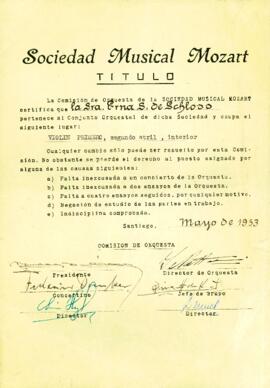 Sociedad Musical Mozart
TITULO
La Comisión de Orquesta de la SOCIEDAD MUSICAL MOZART
certifica que la Sra. Erna S. de Schloss
pertenece al Conjunto Orquestal de dicha Sociedad y ocupa el
siguiente lugar:
VIOLIN PRIMERO, segundo atril, interior
Cualquier cambio sólo puede ser resuelto por esta Comi-
sión. No obstante se pierde el derecho al puesto asignado por
alguna de las causas siguientes:
a) Falta inexcusada a un concierto de la Orquesta.
b) Falta inexcusada a dos ensayos de la Orquesta.
c) Falta a cuatro ensayos seguidos, por cualquier motivo.
d) Negación de estudio de las partes en trabajo.
e) Indisciplina comprobada.
Santiago, Mayo de 1953
COMISION DE ORQUESTA
Presidente
Director de Orquesta
Concertino
Jefe de Grupo
Director
Director.